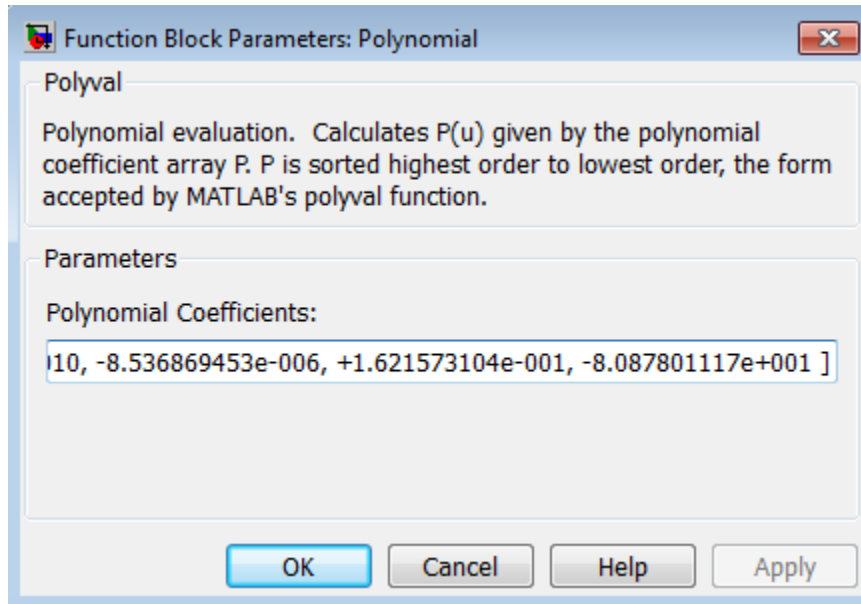 Function Block Parameters: Polynomial
Polyval
Polynomial evaluation. Calculates P(u) given by the polynomial
coefficient array P. P is sorted highest order to lowest order, the form
accepted by MATLAB's polyval function.
Parameters
Polynomial Coefficients:
10, -8.536869453e-006, +1.621573104e-001, -8.087801117e+001 ]
OK Cancel Help Apply